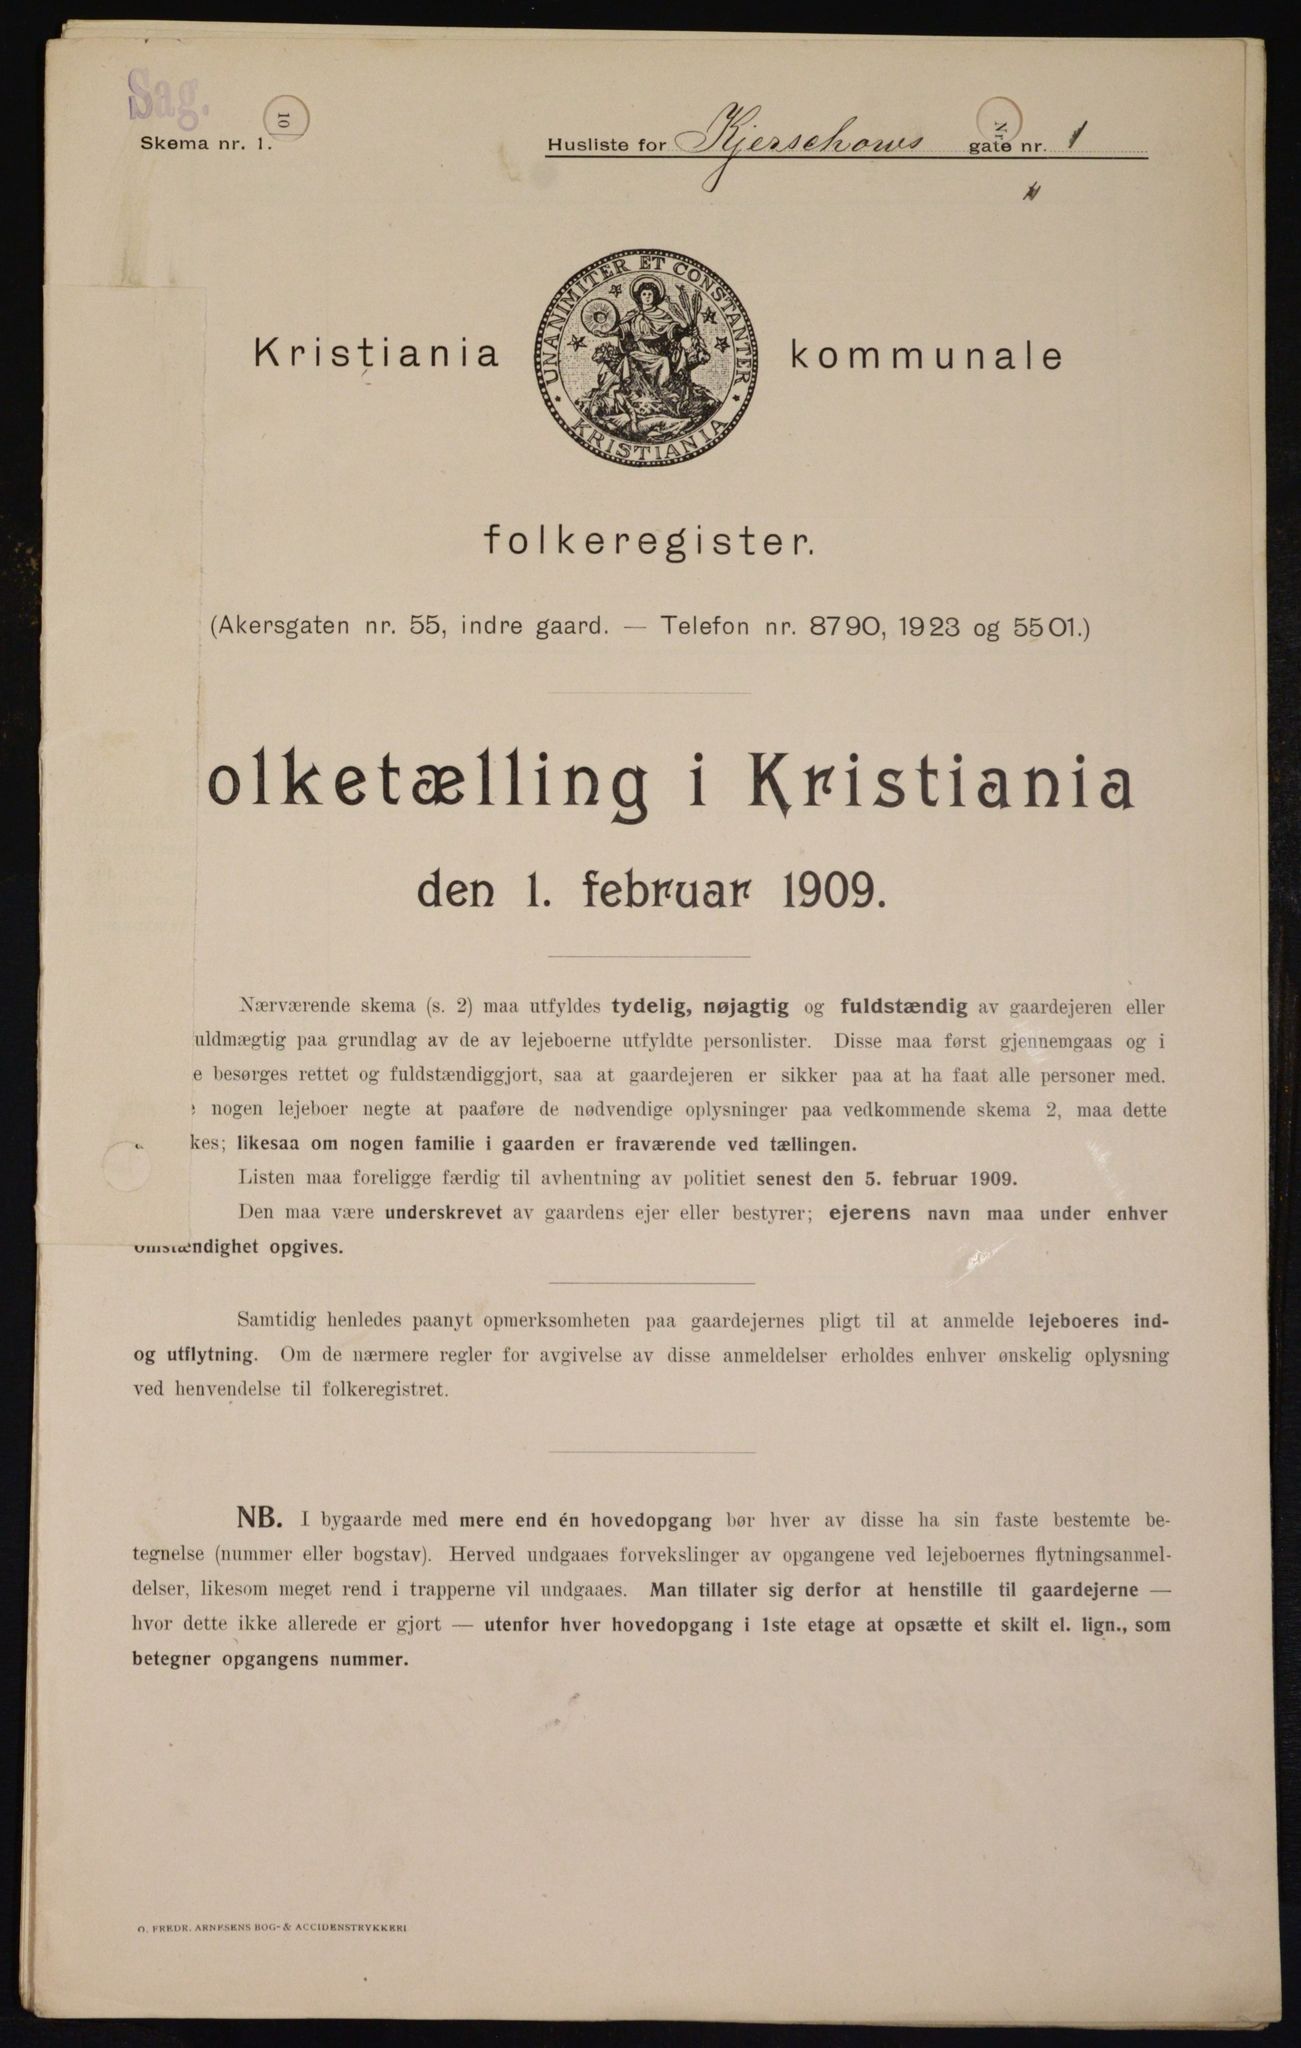 Sag.
Skema nr. 1.
10
Husliste for Kjerschows gate nr. 1
UNANIMITER ET CONSTANTER
KRISTIANIA
Kristiania kommunale
folkeregister.
(Akersgaten nr. 55, indre gaard. — Telefon nr. 8790, 1923 og 5501.)
olketælling i Kristiania
den 1. februar 1909.
Nærværende skema (s. 2) maa utfyldes tydelig, nøjagtig og fuldstændig av gaardejeren eller
uldmægtig paa grundlag av de av lejeboerne utfyldte personlister. Disse maa først gjennemgaas og i
e besørges rettet og fuldstændiggjort, saa at gaardejeren er sikker paa at ha faat alle personer med.
nogen lejeboer negte at paaføre de nødvendige oplysninger paa vedkommende skema 2, maa dette
kes; likesaa om nogen familie i gaarden er fraværende ved tællingen.
Listen maa foreligge færdig til avhentning av politiet senest den 5. februar 1909.
Den maa være underskrevet av gaardens ejer eller bestyrer; ejerens navn maa under enhver
omstændighet opgives.
Samtidig henledes paanyt opmerksomheten paa gaardejernes pligt til at anmelde lejeboeres ind-
og utflytning. Om de nærmere regler for avgivelse av disse anmeldelser erholdes enhver ønskelig oplysning
ved henvendelse til folkeregistret.
NB. I bygaarde med mere end én hovedopgang bør hver av disse ha sin faste bestemte be-
tegnelse (nummer eller bogstav). Herved undgaaes forvekslinger av opgangene ved lejeboernes flytningsanmel-
delser, likesom meget rend i trapperne vil undgaaes. Man tillater sig derfor at henstille til gaardejerne —
hvor dette ikke allerede er gjort — utenfor hver hovedopgang i 1ste etage at opsætte et skilt el. lign., som
betegner opgangens nummer.
O. FREDR. ARNESENS BOG- & ACCIDENSTRYKKERI